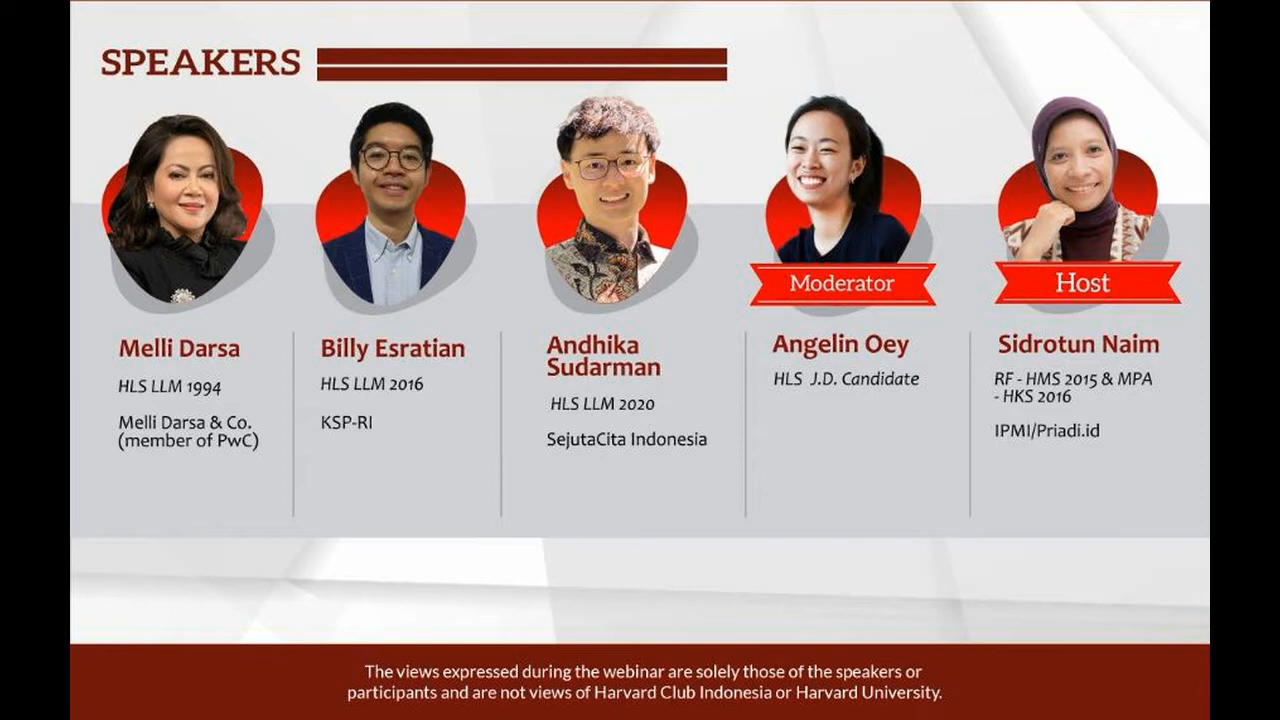 SPEAKERS
Moderator
Host
Melli Darsa
HLS LLM 1994
Melli Darsa & Co.
(member of PwC)
Billy Esratian
HLS LLM 2016
KSP-RI
Andhika
Sudarman
HLS LLM 2020
SejutaCita Indonesia
Angelin Oey
HLS J.D. Candidate
Sidrotun Naim
RF - HMS 2015 & MPA
- HKS 2016
IPMI/Priadi.id
The views expressed during the webinar are solely those of the speakers or
participants and are not views of Harvard Club Indonesia or Harvard University.